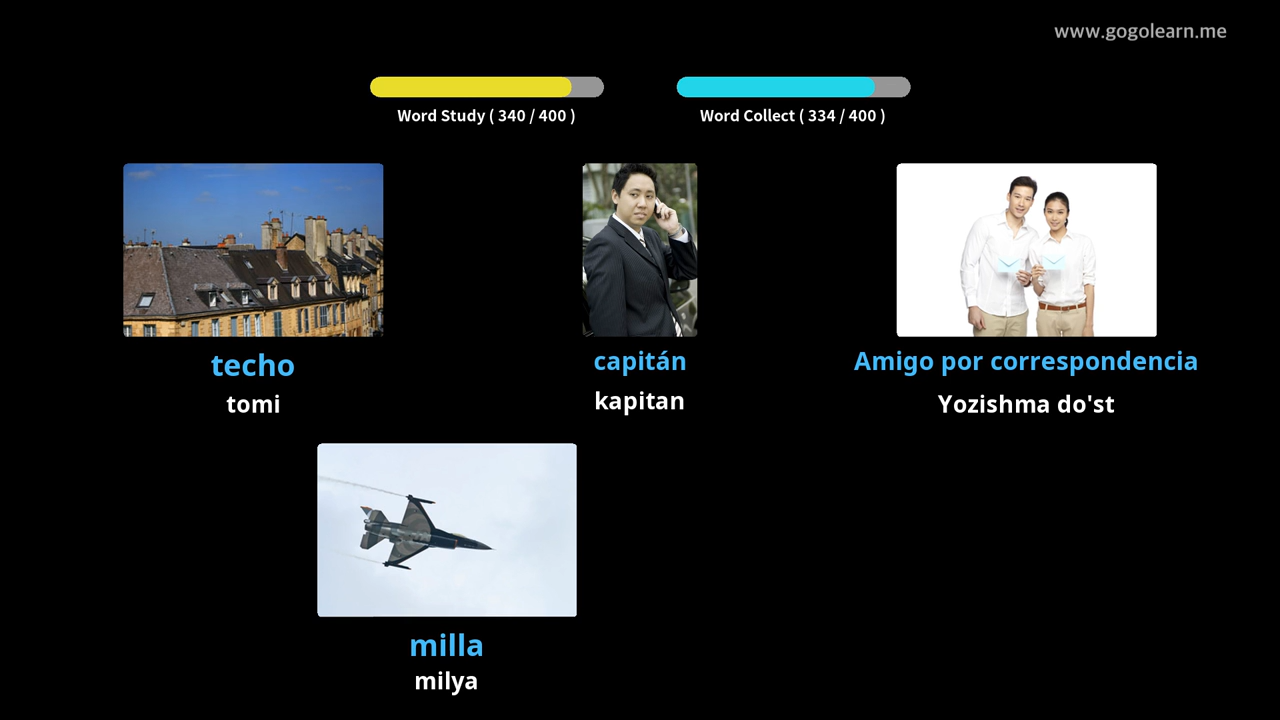 www.gogolearn.me
Word Study ( 340 / 400 )
Word Collect ( 334 / 400 )
techo
tomi
capitán
kapitan
Amigo por correspondencia
Yozishma do'st
milla
milya